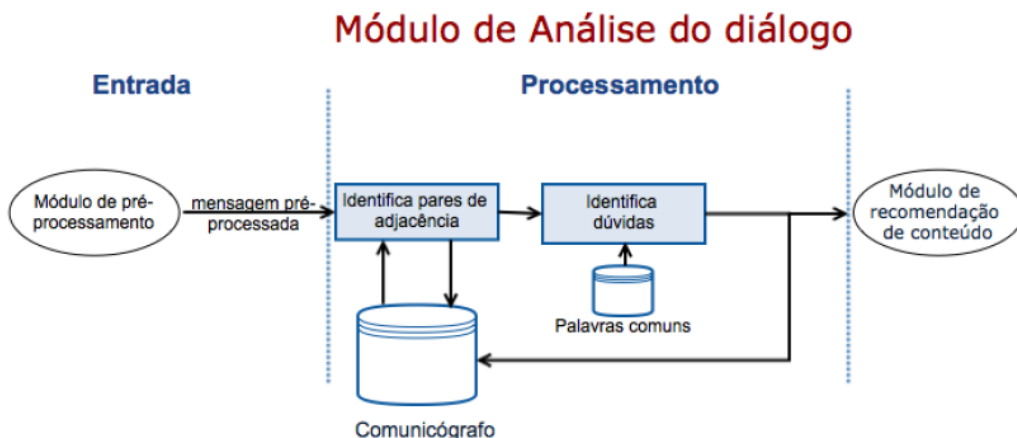 Módulo de Análise do diálogo
Entrada
Processamento
Módulo de pré-
processamento
mensagem pré-
processada
Identifica pares de
adjacência
Identifica
dúvidas
Módulo de
recomendação
de conteúdo
Palavras comuns
Comunicógrafo